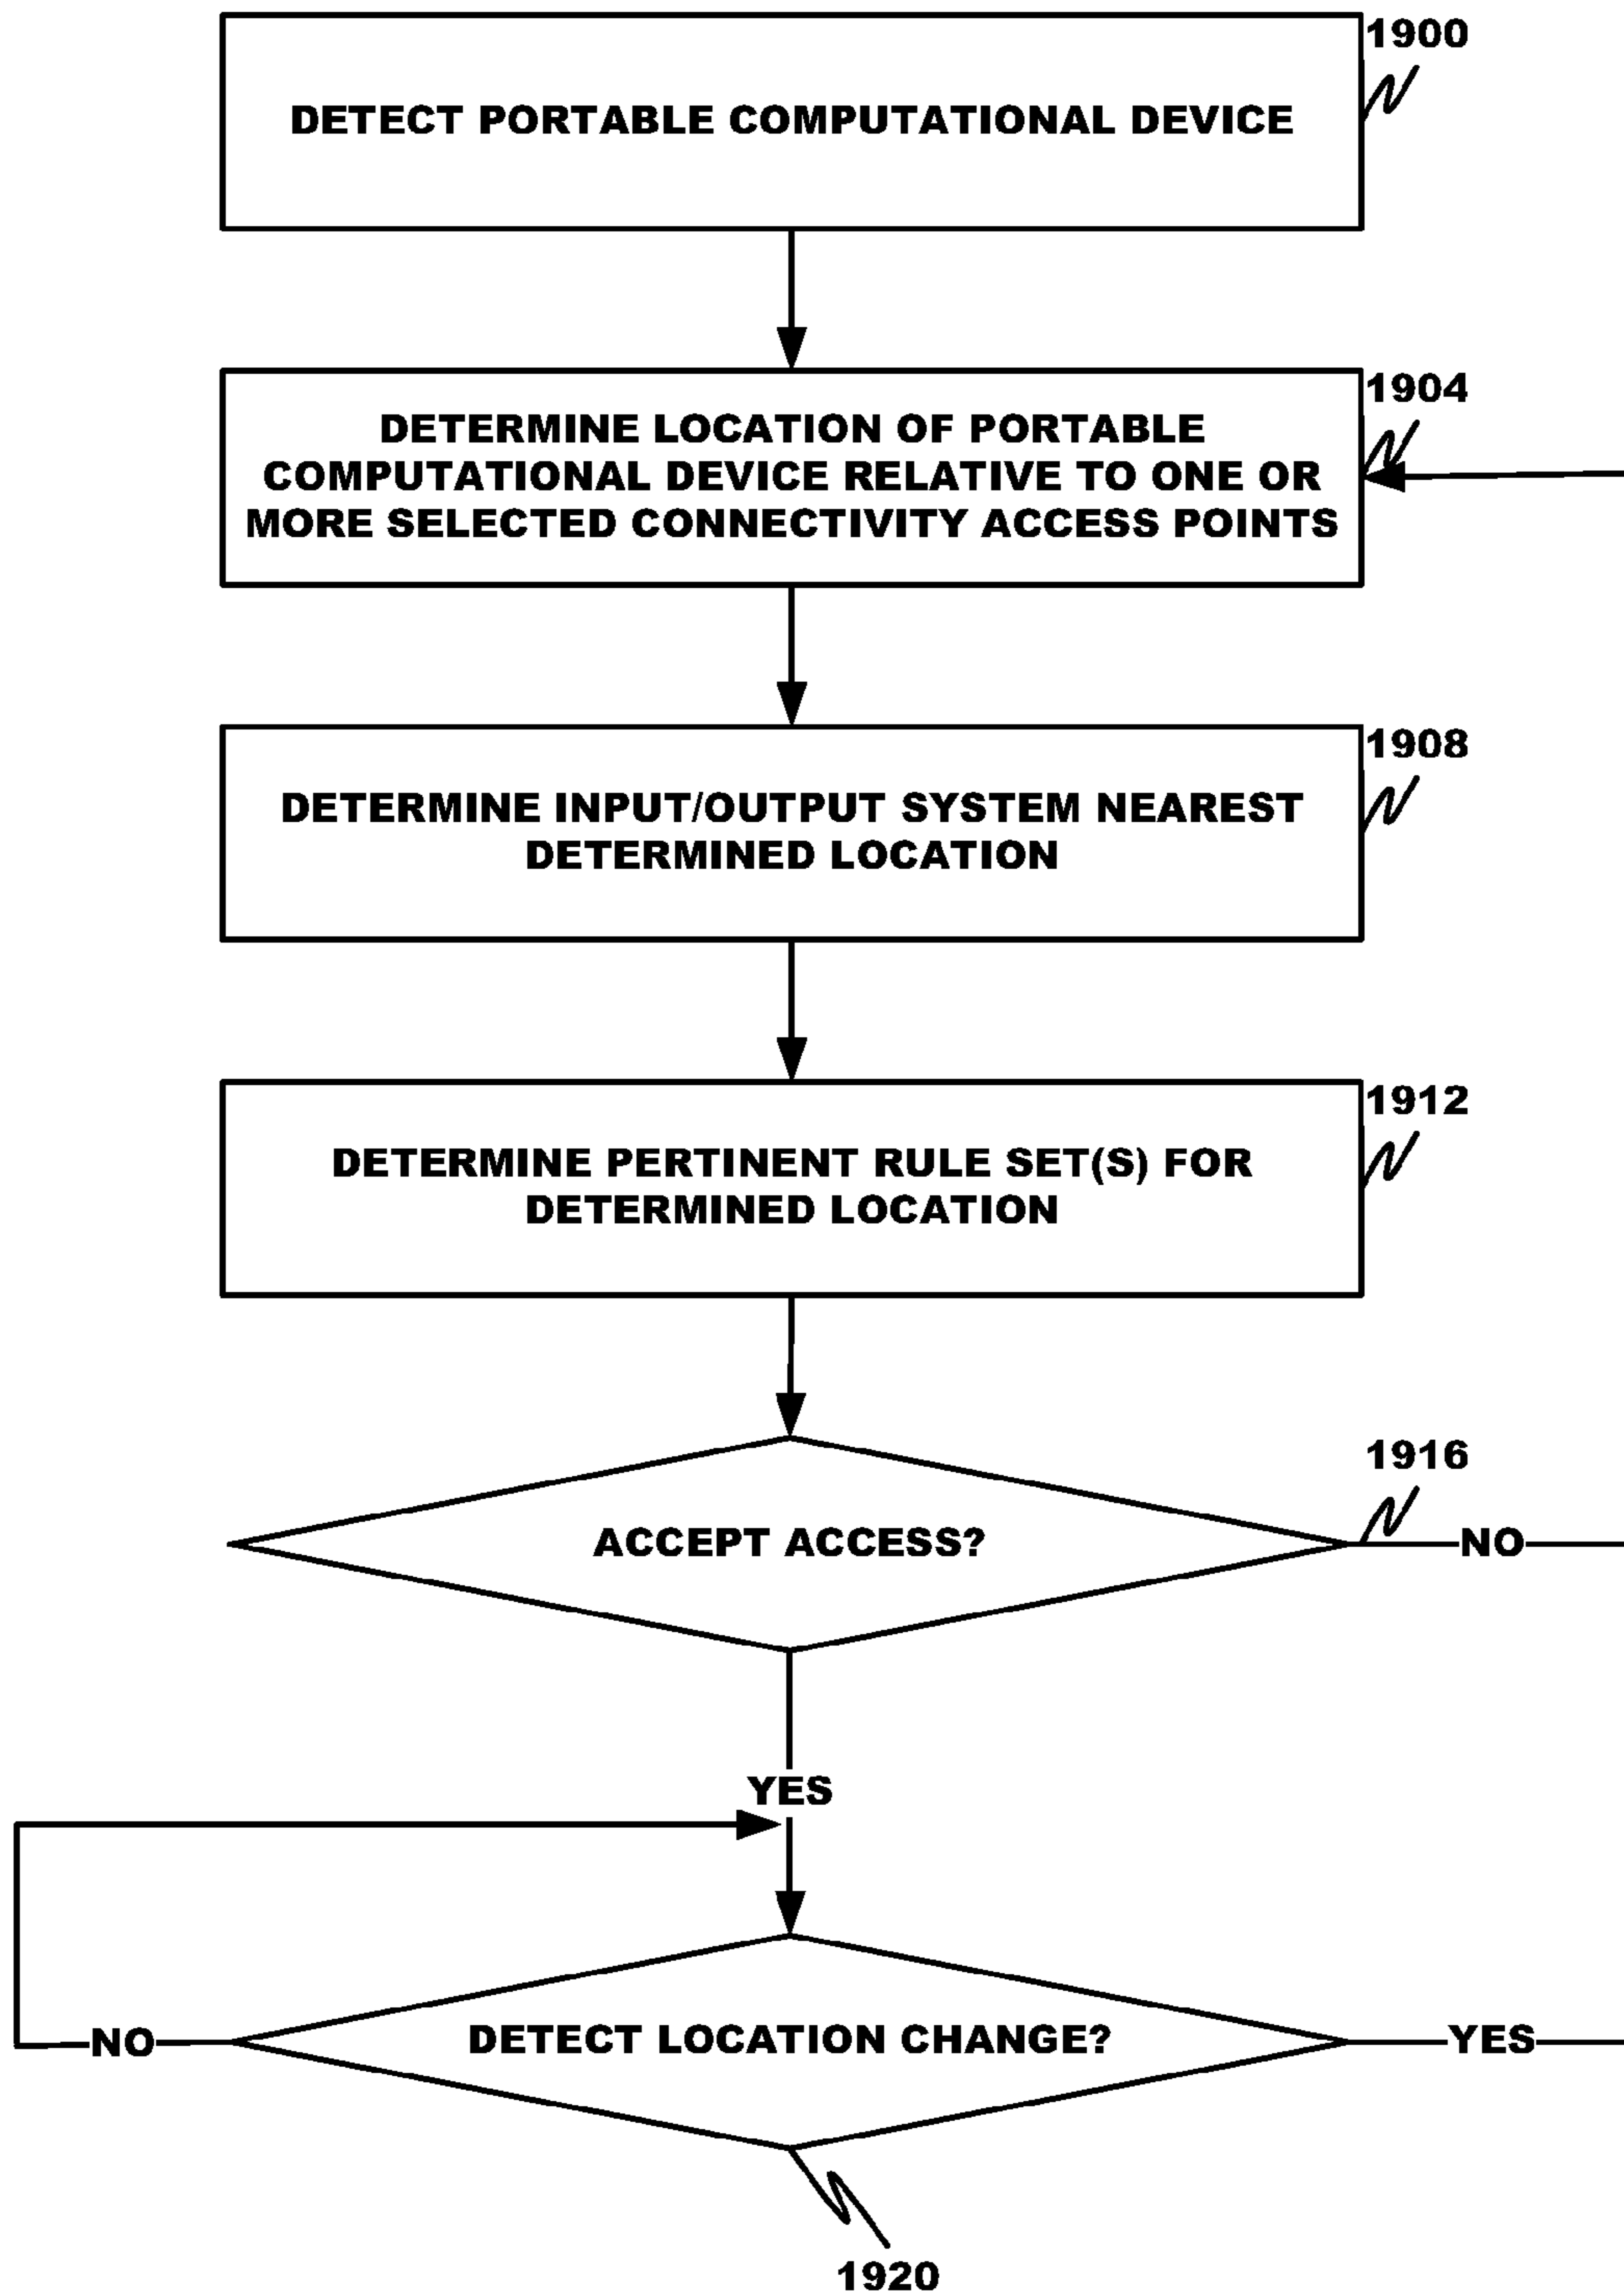 1900
DETECT PORTABLE COMPUTATIONAL DEVICE
1904
DETERMINE LOCATION OF PORTABLE
COMPUTATIONAL DEVICE RELATIVE TO ONE OR
MORE SELECTED CONNECTIVITY ACCESS POINTS
1908
DETERMINE INPUT/OUTPUT SYSTEM NEAREST
DETERMINED LOCATION
1912
DETERMINE PERTINENT RULE SET(S) FOR
DETERMINED LOCATION
1916
ACCEPT ACCESS?
NO
YES
NO
DETECT LOCATION CHANGE?
YES
1920